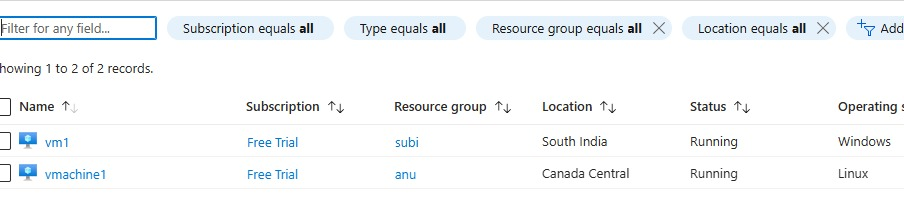 Filter for any field... Subscription equals all Type equals all Resource group equals all Location equals all Add
howing 1 to 2 of 2 records.
Name Subscription Resource group Location Status Operating s
vm1 Free Trial subi South India Running Windows
vmachine1 Free Trial anu Canada Central Running Linux